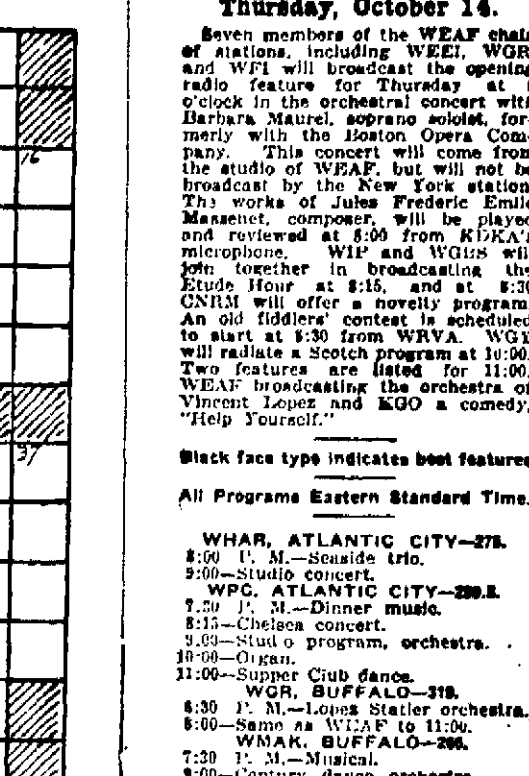 Thursday, October 14.
Seven members of the WEAF chain
of stations, including WEEI, WGR
and WFI will broadcast the opening
radio feature for Thursday at
o'clock in the orchestral concert with
Barbara Maurel, soprano soloist, for-
merly with the Boston Opera Com-
pany. This concert will come from
the studio of WEAF, but will not be
broadcast by the New York station.
The works of Jules Frederic Emile
Massenet, composer, will be played
and reviewed at 8:00 from KDKA's
microphone. WIP and WGBS will
join together in broadcasting the
Etude Hour at 8:15, and at 8:30
CNRM will offer a novelty program.
An old fiddlers' contest is scheduled
to start at 8:30 from WRVA. WGY
will radiate a Scotch program at 10:00.
Two features are listed for 11:00,
WEAF broadcasting the orchestra of
Vincent Lopez and KGO a comedy,
"Help Yourself."
Black face type indicates best features
All Programs Eastern Standard Time.
WHAR, ATLANTIC CITY—275.
8:00 P. M.—Seaside trio.
9:00—Studio concert.
WPG, ATLANTIC CITY—
P. M.—Dinner music.
8:15—Chelsea concert.
9.00—Stud o program, orchestra.
10:00—Organ.
11:00—Supper Club dance.
WGR, BUFFALO—319.
6:30 P. M.—Lopez Statler orchestra.
8:00—Same as WEAF to 11:00.
WMAK, BUFFALO—266.
7:30 P. M.—Musical.
9:00—Century dance orchestra
16
37